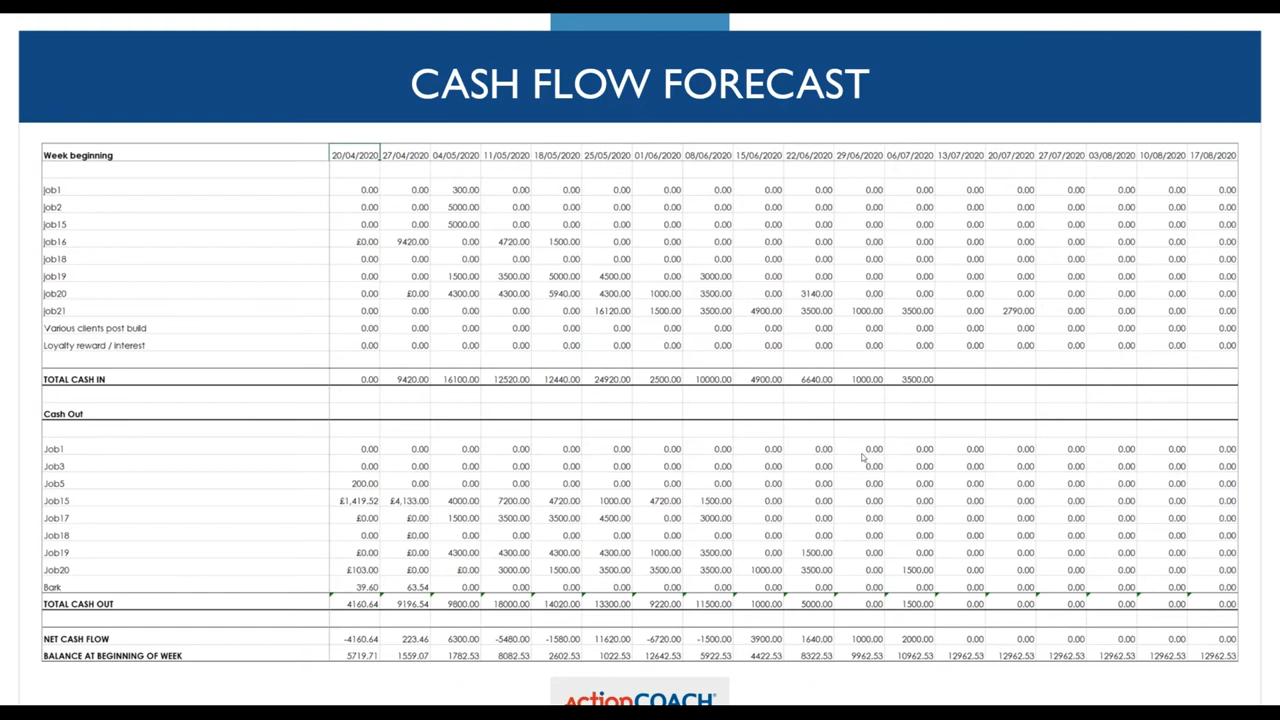 CASH FLOW FORECAST
Week beginning 20/04/2020 27/04/2020 04/05/2020 11/05/2020 18/05/2020 25/05/2020 01/06/2020 08/06/2020 15/06/2020 22/06/2020 29/06/2020 06/07/2020 13/07/2020 20/07/2020 27/07/2020 03/08/2020 10/08/2020 17/08/2020
job1 0.00 0.00 300.00 0.00 0.00 0.00 0.00 0.00 0.00 0.00 0.00 0.00 0.00 0.00 0.00 0.00 0.00 0.00
job2 0.00 0.00 5000.00 0.00 0.00 0.00 0.00 0.00 0.00 0.00 0.00 0.00 0.00 0.00 0.00 0.00 0.00 0.00
job15 0.00 0.00 5000.00 0.00 0.00 0.00 0.00 0.00 0.00 0.00 0.00 0.00 0.00 0.00 0.00 0.00 0.00 0.00
job16 £0.00 9420.00 0.00 4720.00 1500.00 0.00 0.00 0.00 0.00 0.00 0.00 0.00 0.00 0.00 0.00 0.00 0.00 0.00
job18 0.00 0.00 0.00 0.00 0.00 0.00 0.00 0.00 0.00 0.00 0.00 0.00 0.00 0.00 0.00 0.00 0.00 0.00
job19 0.00 0.00 1500.00 3500.00 5000.00 4500.00 0.00 3000.00 0.00 0.00 0.00 0.00 0.00 0.00 0.00 0.00 0.00 0.00
job20 0.00 £0.00 4300.00 4300.00 5940.00 4300.00 1000.00 3500.00 0.00 3140.00 0.00 0.00 0.00 0.00 0.00 0.00 0.00 0.00
job21 0.00 0.00 0.00 0.00 0.00 16120.00 1500.00 3500.00 4900.00 3500.00 1000.00 3500.00 0.00 2790.00 0.00 0.00 0.00 0.00
Various clients post build 0.00 0.00 0.00 0.00 0.00 0.00 0.00 0.00 0.00 0.00 0.00 0.00 0.00 0.00 0.00 0.00 0.00 0.00
Loyalty reward / interest 0.00 0.00 0.00 0.00 0.00 0.00 0.00 0.00 0.00 0.00 0.00 0.00 0.00 0.00 0.00 0.00 0.00 0.00
TOTAL CASH IN 0.00 9420.00 16100.00 12520.00 12440.00 24920.00 2500.00 10000.00 4900.00 6640.00 1000.00 3500.00
Cash Out
Job1 0.00 0.00 0.00 0.00 0.00 0.00 0.00 0.00 0.00 0.00 0.00 0.00 0.00 0.00 0.00 0.00 0.00 0.00
Job3 0.00 0.00 0.00 0.00 0.00 0.00 0.00 0.00 0.00 0.00 0.00 0.00 0.00 0.00 0.00 0.00 0.00 0.00
Job5 200.00 0.00 0.00 0.00 0.00 0.00 0.00 0.00 0.00 0.00 0.00 0.00 0.00 0.00 0.00 0.00 0.00 0.00
Job15 £1,419.52 £4,133.00 4000.00 7200.00 4720.00 1000.00 4720.00 1500.00 0.00 0.00 0.00 0.00 0.00 0.00 0.00 0.00 0.00 0.00
Job17 £0.00 £0.00 1500.00 3500.00 3500.00 4500.00 0.00 3000.00 0.00 0.00 0.00 0.00 0.00 0.00 0.00 0.00 0.00 0.00
Job18 0.00 £0.00 0.00 0.00 0.00 0.00 0.00 0.00 0.00 0.00 0.00 0.00 0.00 0.00 0.00 0.00 0.00 0.00
Job19 £0.00 £0.00 4300.00 4300.00 4300.00 4300.00 1000.00 3500.00 0.00 1500.00 0.00 0.00 0.00 0.00 0.00 0.00 0.00 0.00
Job20 £103.00 £0.00 £0.00 3000.00 1500.00 3500.00 3500.00 3500.00 1000.00 3500.00 0.00 1500.00 0.00 0.00 0.00 0.00 0.00 0.00
Bark 39.60 63.54 0.00 0.00 0.00 0.00 0.00 0.00 0.00 0.00 0.00 0.00 0.00 0.00 0.00 0.00 0.00 0.00
TOTAL CASH OUT 4160.64 9196.54 9800.00 18000.00 14020.00 13300.00 9220.00 11500.00 1000.00 5000.00 0.00 1500.00 0.00 0.00 0.00 0.00 0.00 0.00
NET CASH FLOW -4160.64 223.46 6300.00 -5480.00 -1580.00 11620.00 -6720.00 -1500.00 3900.00 1640.00 1000.00 2000.00 0.00 0.00 0.00 0.00 0.00 0.00
BALANCE AT BEGINNING OF WEEK 5719.71 1559.07 1782.53 8082.53 2602.53 1022.53 12642.53 5922.53 4422.53 8322.53 9962.53 10962.53 12962.53 12962.53 12962.53 12962.53 12962.53 12962.53
ActionCOACH